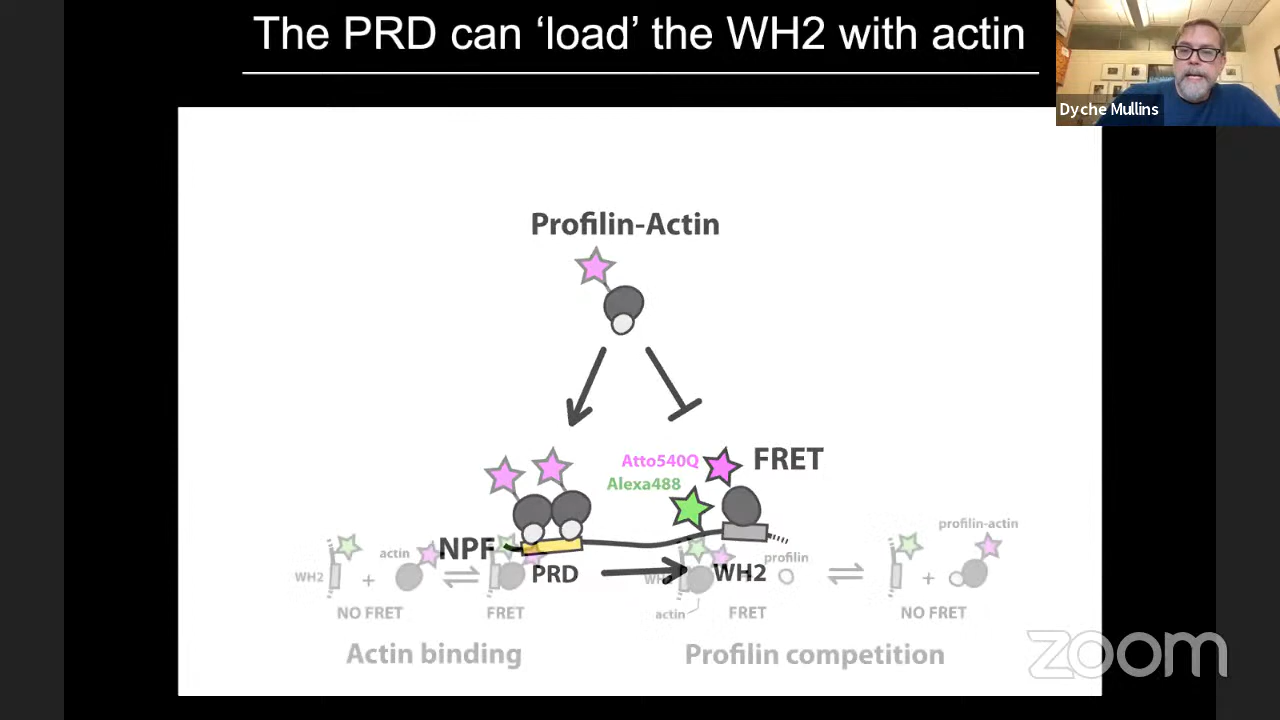 The PRD can ‘load’ the WH2 with actin
Dyche Mullins
Profilin-Actin
Atto540Q
FRET
Alexa488
profilin-actin
NPF
actin
profilin
WH2
+
PRD
WH2
+
NO FRET
FRET
actin
FRET
NO FRET
Actin binding
Profilin competition
zoom